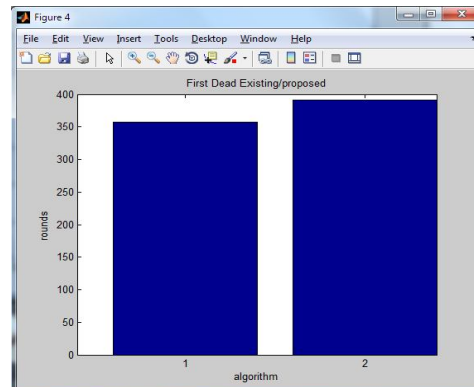 Figure 4
File Edit View Insert Tools Desktop Window Help
First Dead Existing/proposed
400
350
300
250
200
150
100
50
0
rounds
1 2
algorithm